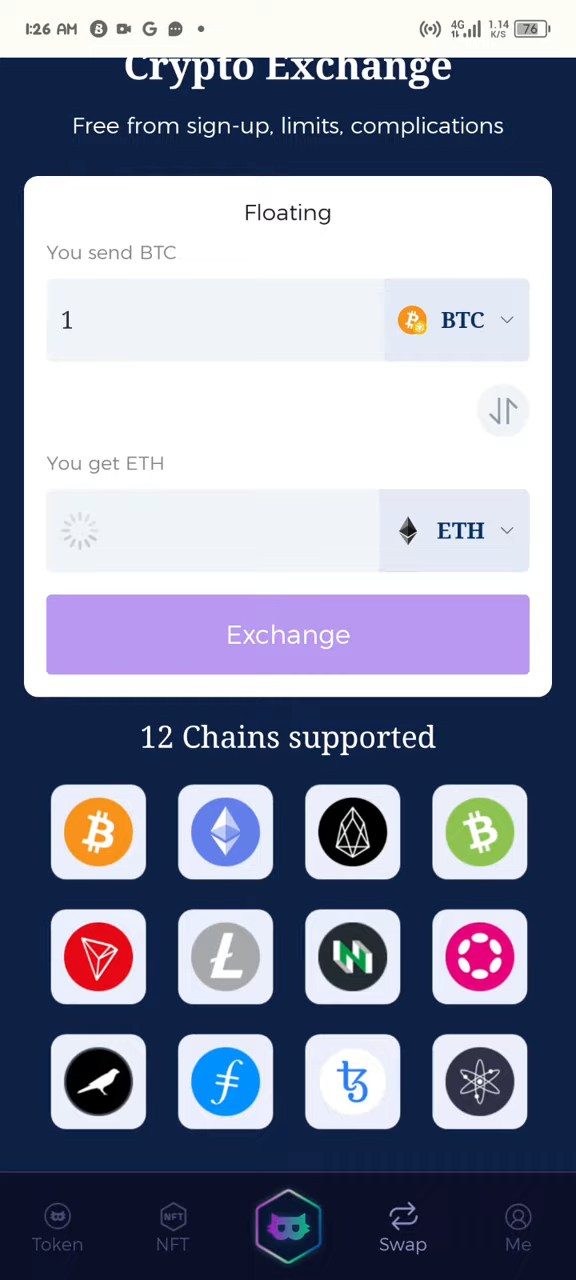 1:26 AM
4G
1.14
K/S
76
Crypto Exchange
Free from sign-up, limits, complications
Floating
You send BTC
1
BTC
You get ETH
ETH
Exchange
12 Chains supported
NFT
Token
NFT
Swap
Me